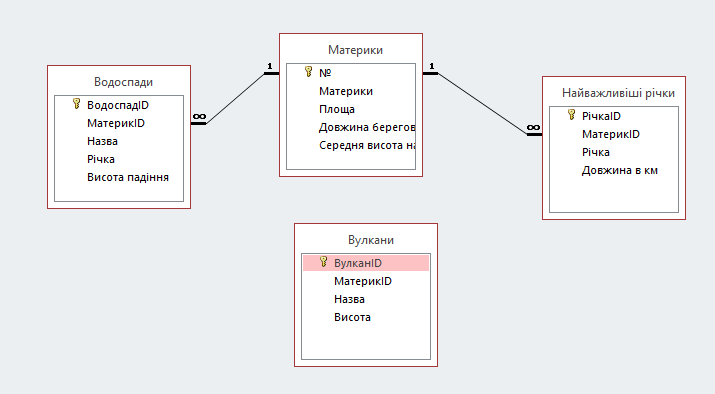 Водоспади
ВодоспадID
МатерикID
Назва
Річка
Висота падіння
∞
1
Материки
№
Материки
Площа
Довжина берегов
Середня висота на
1
∞
Найважливіші річки
РічкаID
МатерикID
Річка
Довжина в км
Вулкани
ВулканID
МатерикID
Назва
Висота